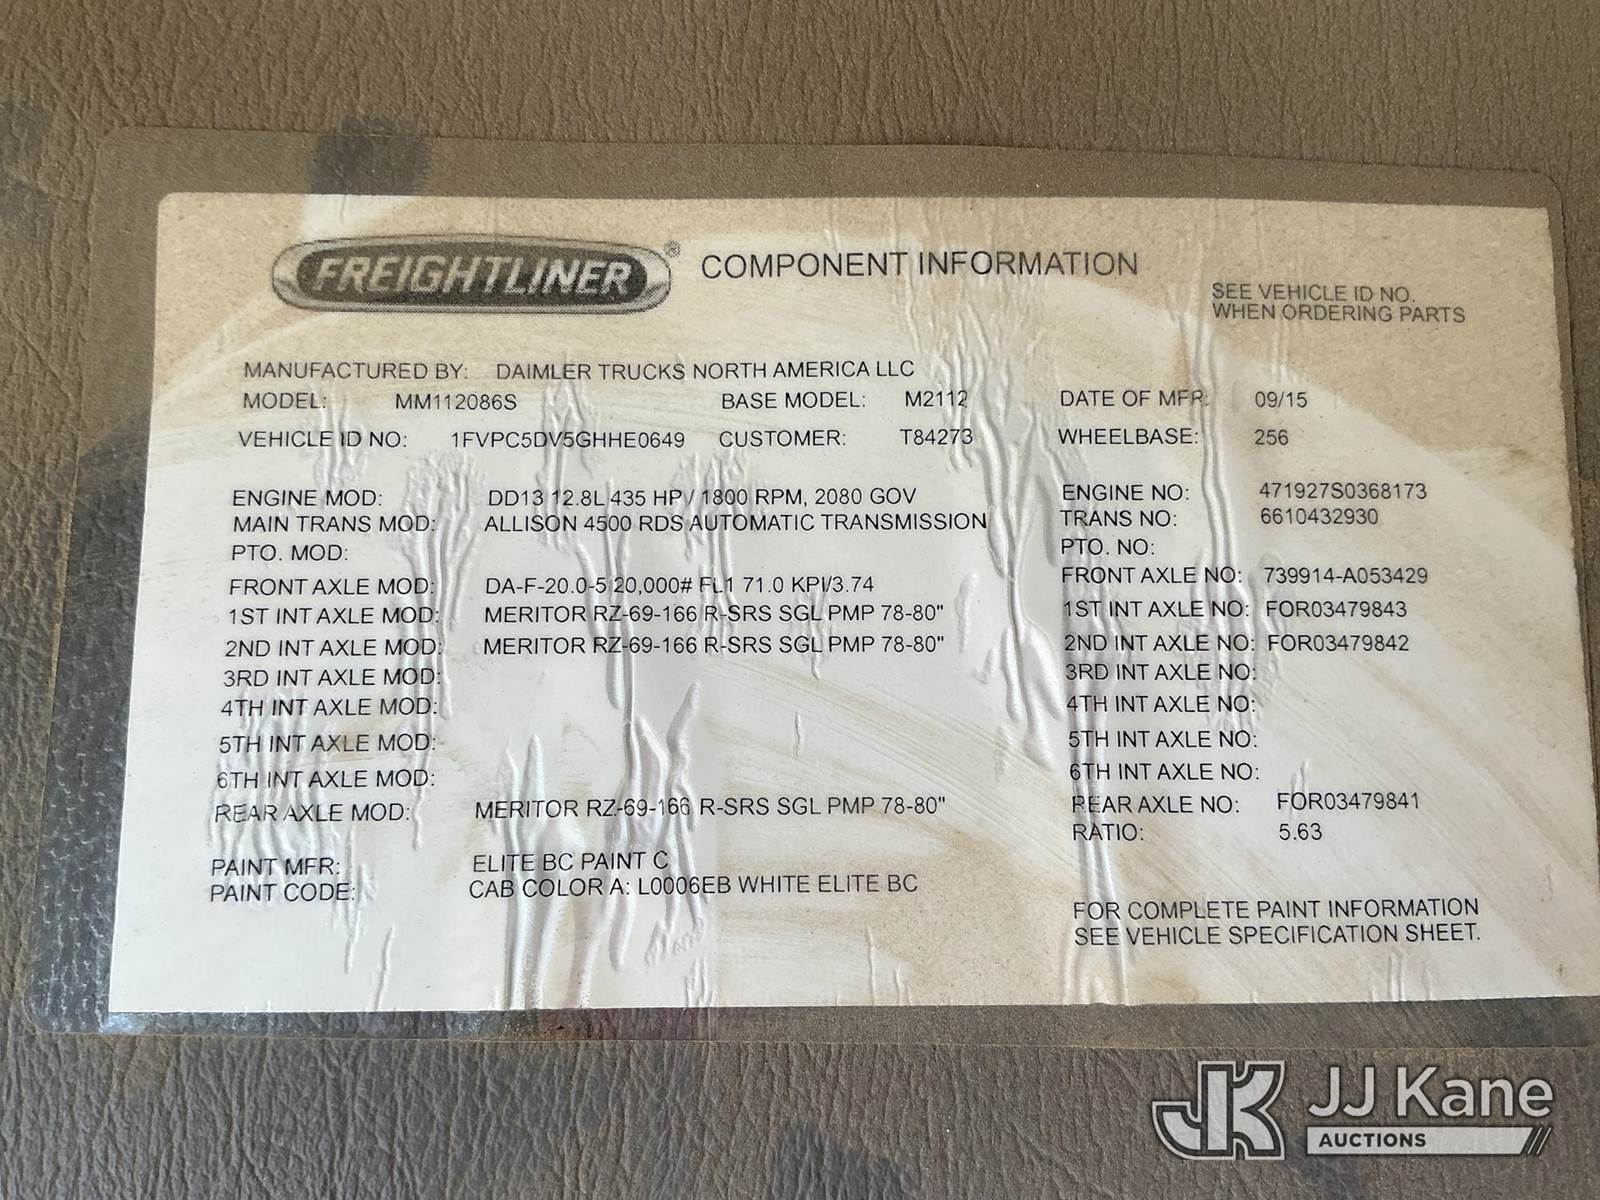 FREIGHTLINER® COMPONENT INFORMATION
SEE VEHICLE ID NO.
WHEN ORDERING PARTS
MANUFACTURED BY: DAIMLER TRUCKS NORTH AMERICA LLC
MODEL: MM112086S BASE MODEL: M2112 DATE OF MFR: 09/15
VEHICLE ID NO: 1FVPC5DV5GHHE0649 CUSTOMER: T84273 WHEELBASE: 256
ENGINE MOD: DD13 12.8L 435 HP / 1800 RPM, 2080 GOV ENGINE NO: 471927S0368173
MAIN TRANS MOD: ALLISON 4500 RDS AUTOMATIC TRANSMISSION TRANS NO: 6610432930
PTO. MOD: PTO. NO:
FRONT AXLE MOD: DA-F-20.0-5 20,000# FL1 71.0 KPI/3.74 FRONT AXLE NO: 739914-A053429
1ST INT AXLE MOD: MERITOR RZ-69-166 R-SRS SGL PMP 78-80" 1ST INT AXLE NO: FOR03479843
2ND INT AXLE MOD: MERITOR RZ-69-166 R-SRS SGL PMP 78-80" 2ND INT AXLE NO: FOR03479842
3RD INT AXLE MOD: 3RD INT AXLE NO:
4TH INT AXLE MOD: 4TH INT AXLE NO:
5TH INT AXLE MOD: 5TH INT AXLE NO:
6TH INT AXLE MOD: 6TH INT AXLE NO:
REAR AXLE MOD: MERITOR RZ-69-166 R-SRS SGL PMP 78-80" REAR AXLE NO: FOR03479841
RATIO: 5.63
PAINT MFR: ELITE BC PAINT C
PAINT CODE: CAB COLOR A: L0006EB WHITE ELITE BC
FOR COMPLETE PAINT INFORMATION
SEE VEHICLE SPECIFICATION SHEET.
JK JJ Kane
AUCTIONS